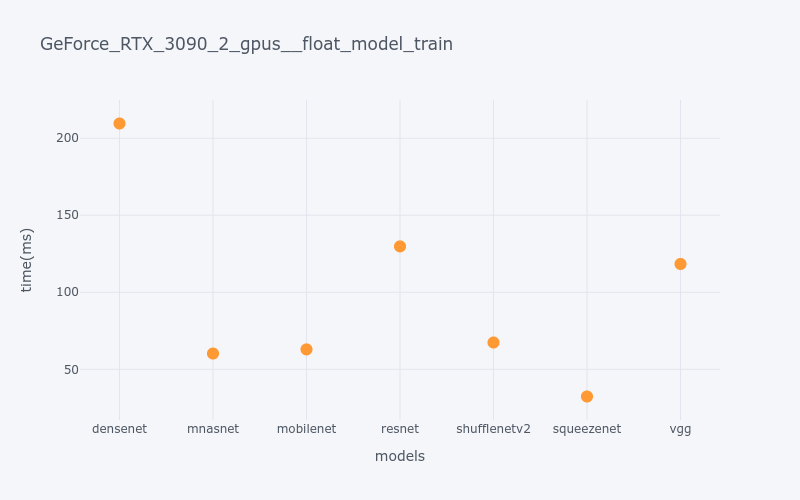 GeForce_RTX_3090_2_gpus__float_model_train
200
150
100
50
time(ms)
densenet mnasnet mobilenet resnet shufflenetv2 squeezenet vgg
models